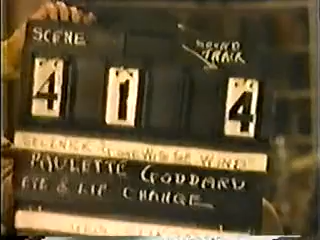 SCENE
SOUND TRACK
4 1 4
SELZNICK GONE WITH THE WIND
PAULETTE GODDARD
EYE & LIP CHANGE